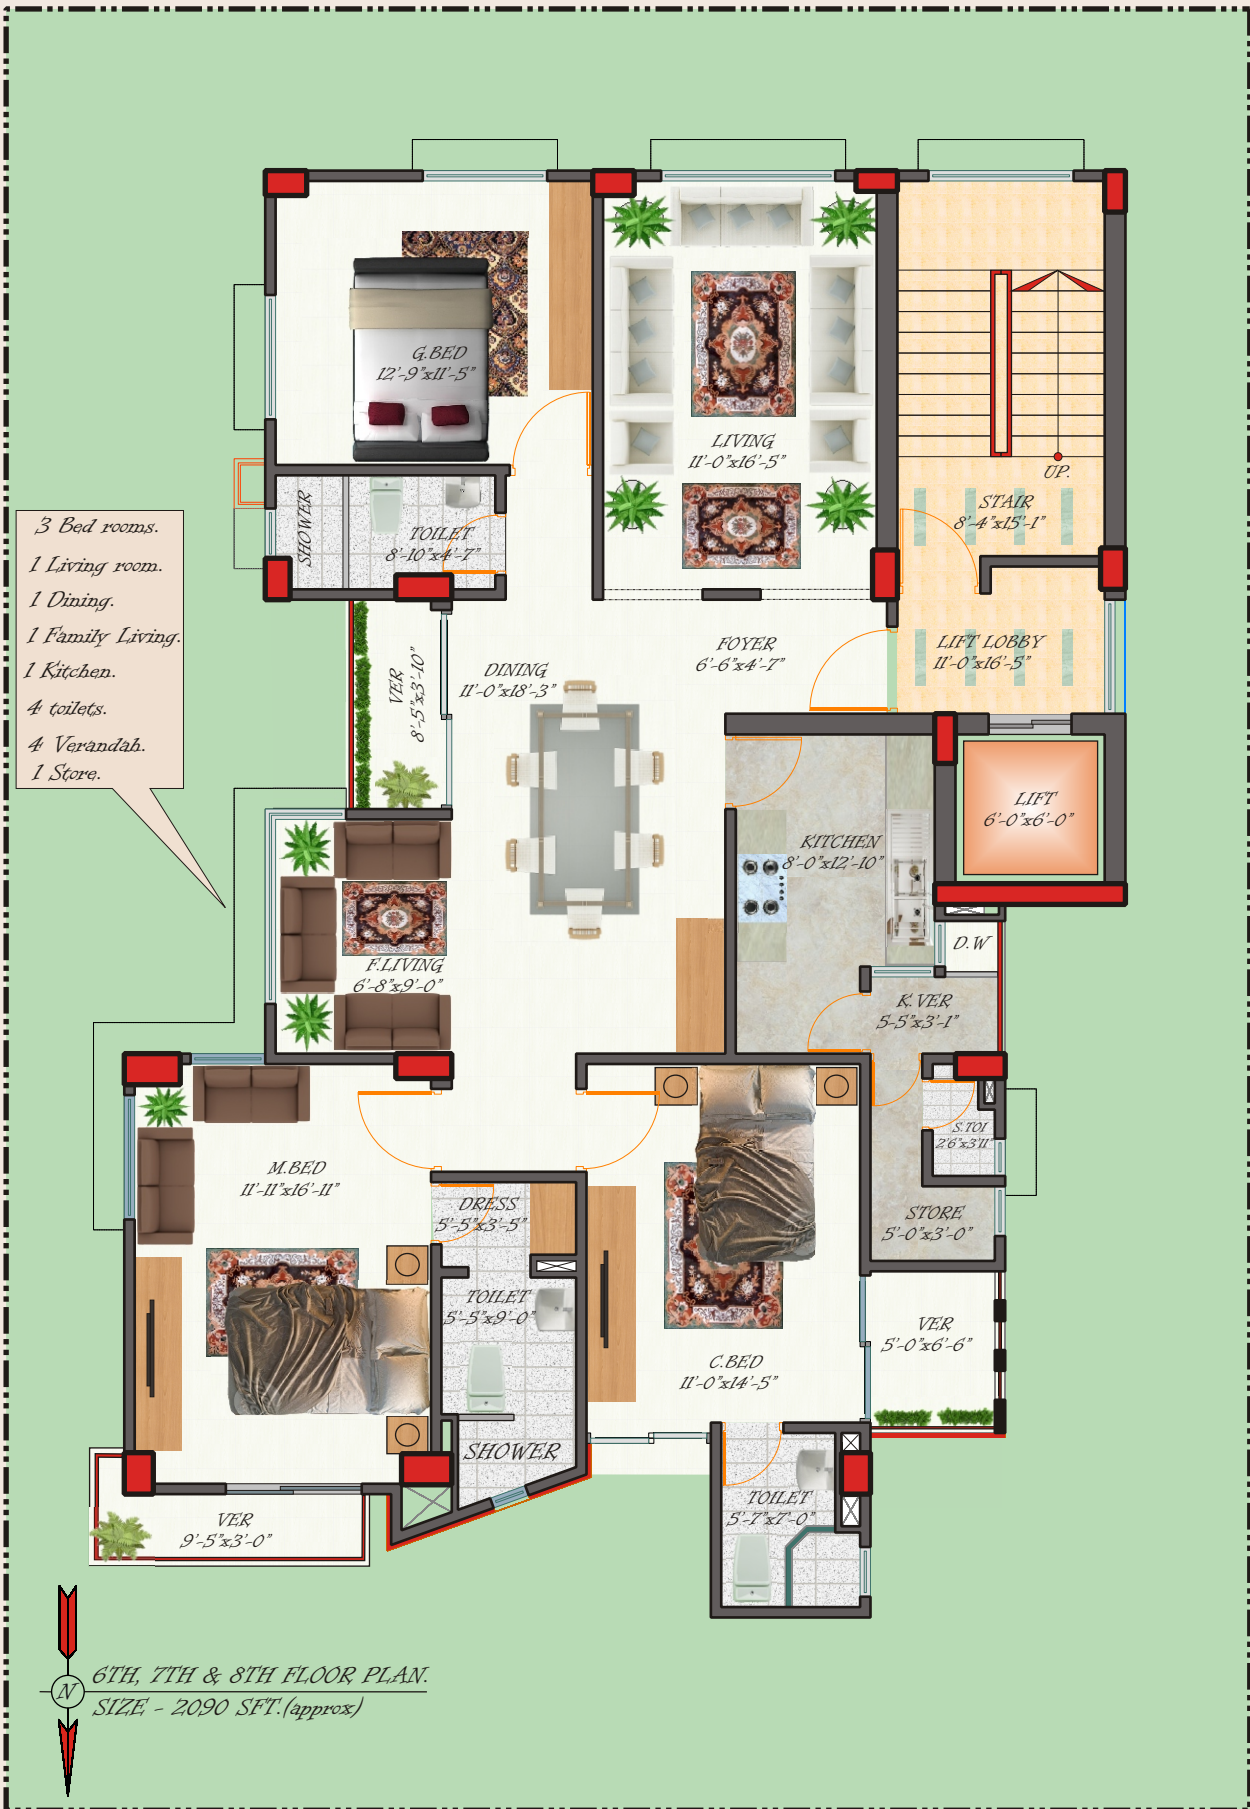 G.BED
12'-9"x11'-5"
LIVING
11'-0"x16'-5"
UP.
STAIR
8'-4"x15'-1"
SHOWER
TOILET
8'-10"x4'-7"
3 Bed rooms.
1 Living room.
1 Dining.
1 Family Living.
1 Kitchen.
4 toilets.
4 Verandah.
1 Store.
VER
8'-5"x3'-10"
DINING
11'-0"x18'-3"
FOYER
6'-6"x4'-7"
LIFT LOBBY
11'-0"x16'-5"
LIFT
6'-0"x6'-0"
KITCHEN
8'-0"x12'-10"
D.W
F.LIVING
6'-8"x9'-0"
K.VER
5-5"x3'-1"
S.TOI
2'6"x3'11"
M.BED
11'-11"x16'-11"
DRESS
5'-5"x3'-5"
STORE
5'-0"x3'-0"
TOILET
5'-5"x9'-0"
VER
5'-0"x6'-6"
C.BED
11'-0"x14'-5"
SHOWER
TOILET
5'-7"x7'-0"
VER
9'-5"x3'-0"
N
6TH, 7TH & 8TH FLOOR PLAN.
SIZE - 2090 SFT.(approx)